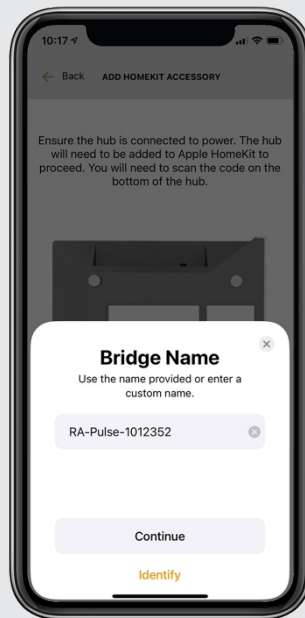 10:17
Back
ADD HOMEKIT ACCESSORY
Ensure the hub is connected to power. The hub
will need to be added to Apple HomeKit to
proceed. You will need to scan the code on the
bottom of the hub.
Bridge Name
Use the name provided or enter a
custom name.
RA-Pulse-1012352
Continue
Identify